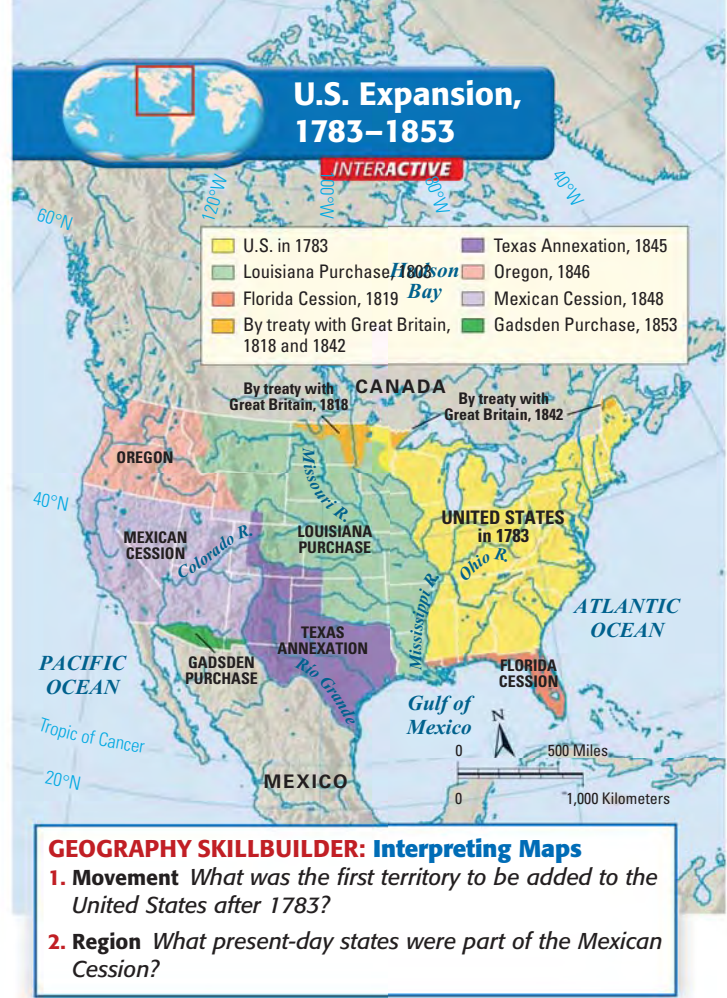 U.S. Expansion,
1783–1853
INTERACTIVE
120°W
100°W
80°W
40°W
60°N
U.S. in 1783
Louisiana Purchase, 1803
Florida Cession, 1819
By treaty with Great Britain,
1818 and 1842
Texas Annexation, 1845
Oregon, 1846
Mexican Cession, 1848
Gadsden Purchase, 1853
Hudson
Bay
By treaty with
Great Britain, 1818
CANADA
By treaty with
Great Britain, 1842
OREGON
Missouri R.
40°N
MEXICAN
CESSION
Colorado R.
LOUISIANA
PURCHASE
UNITED STATES
in 1783
Ohio R.
Mississippi R.
ATLANTIC
OCEAN
TEXAS
ANNEXATION
GADSDEN
PURCHASE
Rio Grande
FLORIDA
CESSION
PACIFIC
OCEAN
Gulf of
Mexico
N
Tropic of Cancer
20°N
MEXICO
0 500 Miles
0 1,000 Kilometers
GEOGRAPHY SKILLBUILDER: Interpreting Maps
1. Movement What was the first territory to be added to the
United States after 1783?
2. Region What present-day states were part of the Mexican
Cession?